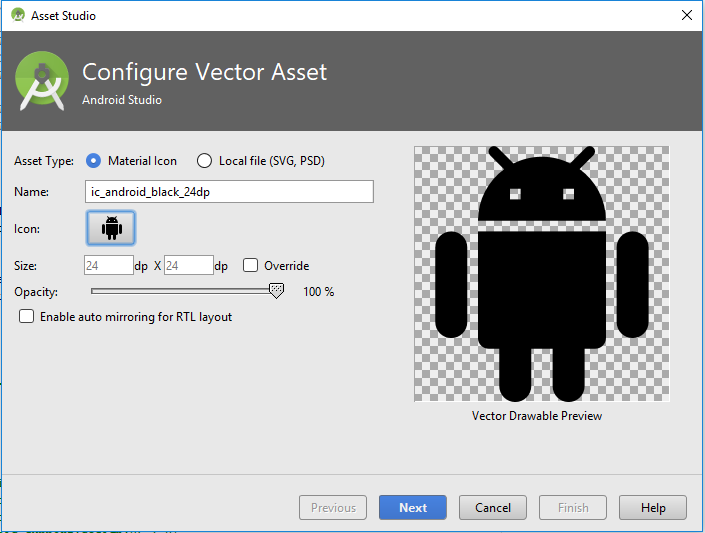 Asset Studio
Configure Vector Asset
Android Studio
Asset Type: Material Icon Local file (SVG, PSD)
Name: ic_android_black_24dp
Icon:
Size: 24 dp X 24 dp Override
Opacity: 100 %
Enable auto mirroring for RTL layout
Vector Drawable Preview
Previous Next Cancel Finish Help